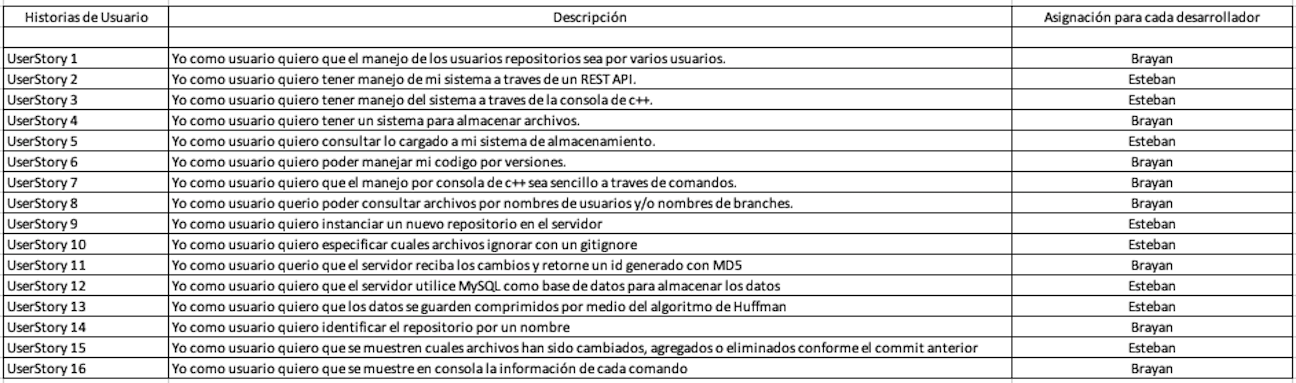 Historias de Usuario Descripción Asignación para cada desarrollador
UserStory 1 Yo como usuario quiero que el manejo de los usuarios repositorios sea por varios usuarios. Brayan
UserStory 2 Yo como usuario quiero tener manejo de mi sistema a traves de un REST API. Esteban
UserStory 3 Yo como usuario quiero tener manejo del sistema a traves de la consola de c++. Esteban
UserStory 4 Yo como usuario quiero tener un sistema para almacenar archivos. Brayan
UserStory 5 Yo como usuario quiero consultar lo cargado a mi sistema de almacenamiento. Esteban
UserStory 6 Yo como usuario quiero poder manejar mi codigo por versiones. Brayan
UserStory 7 Yo como usuario quiero que el manejo por consola de c++ sea sencillo a traves de comandos. Brayan
UserStory 8 Yo como usuario querio poder consultar archivos por nombres de usuarios y/o nombres de branches. Brayan
UserStory 9 Yo como usuario quiero instanciar un nuevo repositorio en el servidor Esteban
UserStory 10 Yo como usuario quiero especificar cuales archivos ignorar con un gitignore Esteban
UserStory 11 Yo como usuario querio que el servidor reciba los cambios y retorne un id generado con MD5 Brayan
UserStory 12 Yo como usuario quiero que el servidor utilice MySQL como base de datos para almacenar los datos Esteban
UserStory 13 Yo como usuario quiero que los datos se guarden comprimidos por medio del algoritmo de Huffman Esteban
UserStory 14 Yo como usuario quiero identificar el repositorio por un nombre Brayan
UserStory 15 Yo como usuario quiero que se muestren cuales archivos han sido cambiados, agregados o eliminados conforme el commit anterior Esteban
UserStory 16 Yo como usuario quiero que se muestre en consola la información de cada comando Brayan